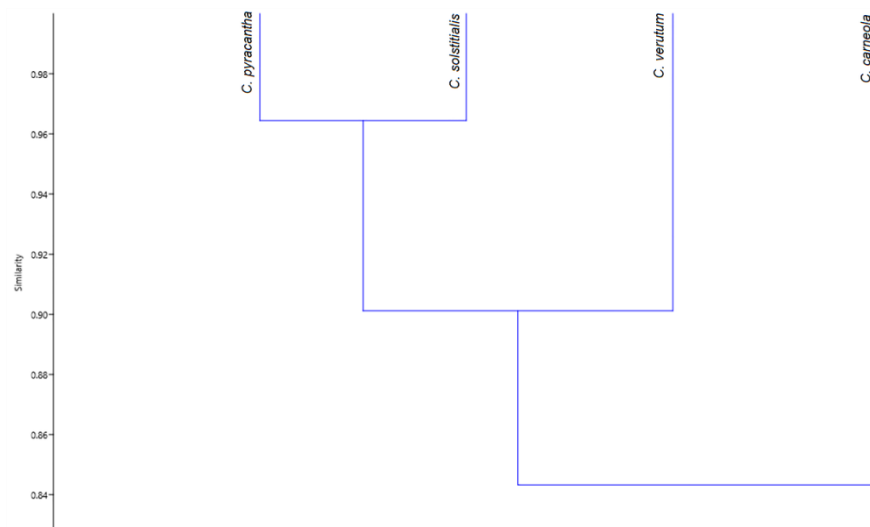 C. pyracantha
C. solstitialis
C. verutum
C. carneola
0.98
0.96
0.94
0.92
0.90
0.88
0.86
0.84
Similarity